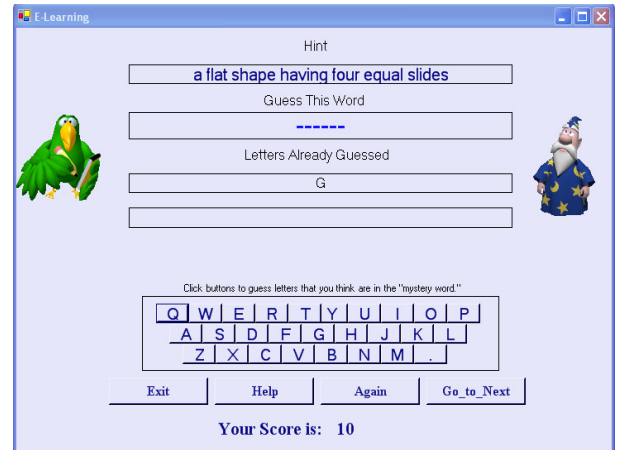 E-Learning
Hint
a flat shape having four equal slides
Guess This Word
------
Letters Already Guessed
G
Click buttons to guess letters that you think are in the "mystery word."
Q W E R T Y U I O P
A S D F G H J K L
Z X C V B N M .
Exit Help Again Go_to_Next
Your Score is: 10